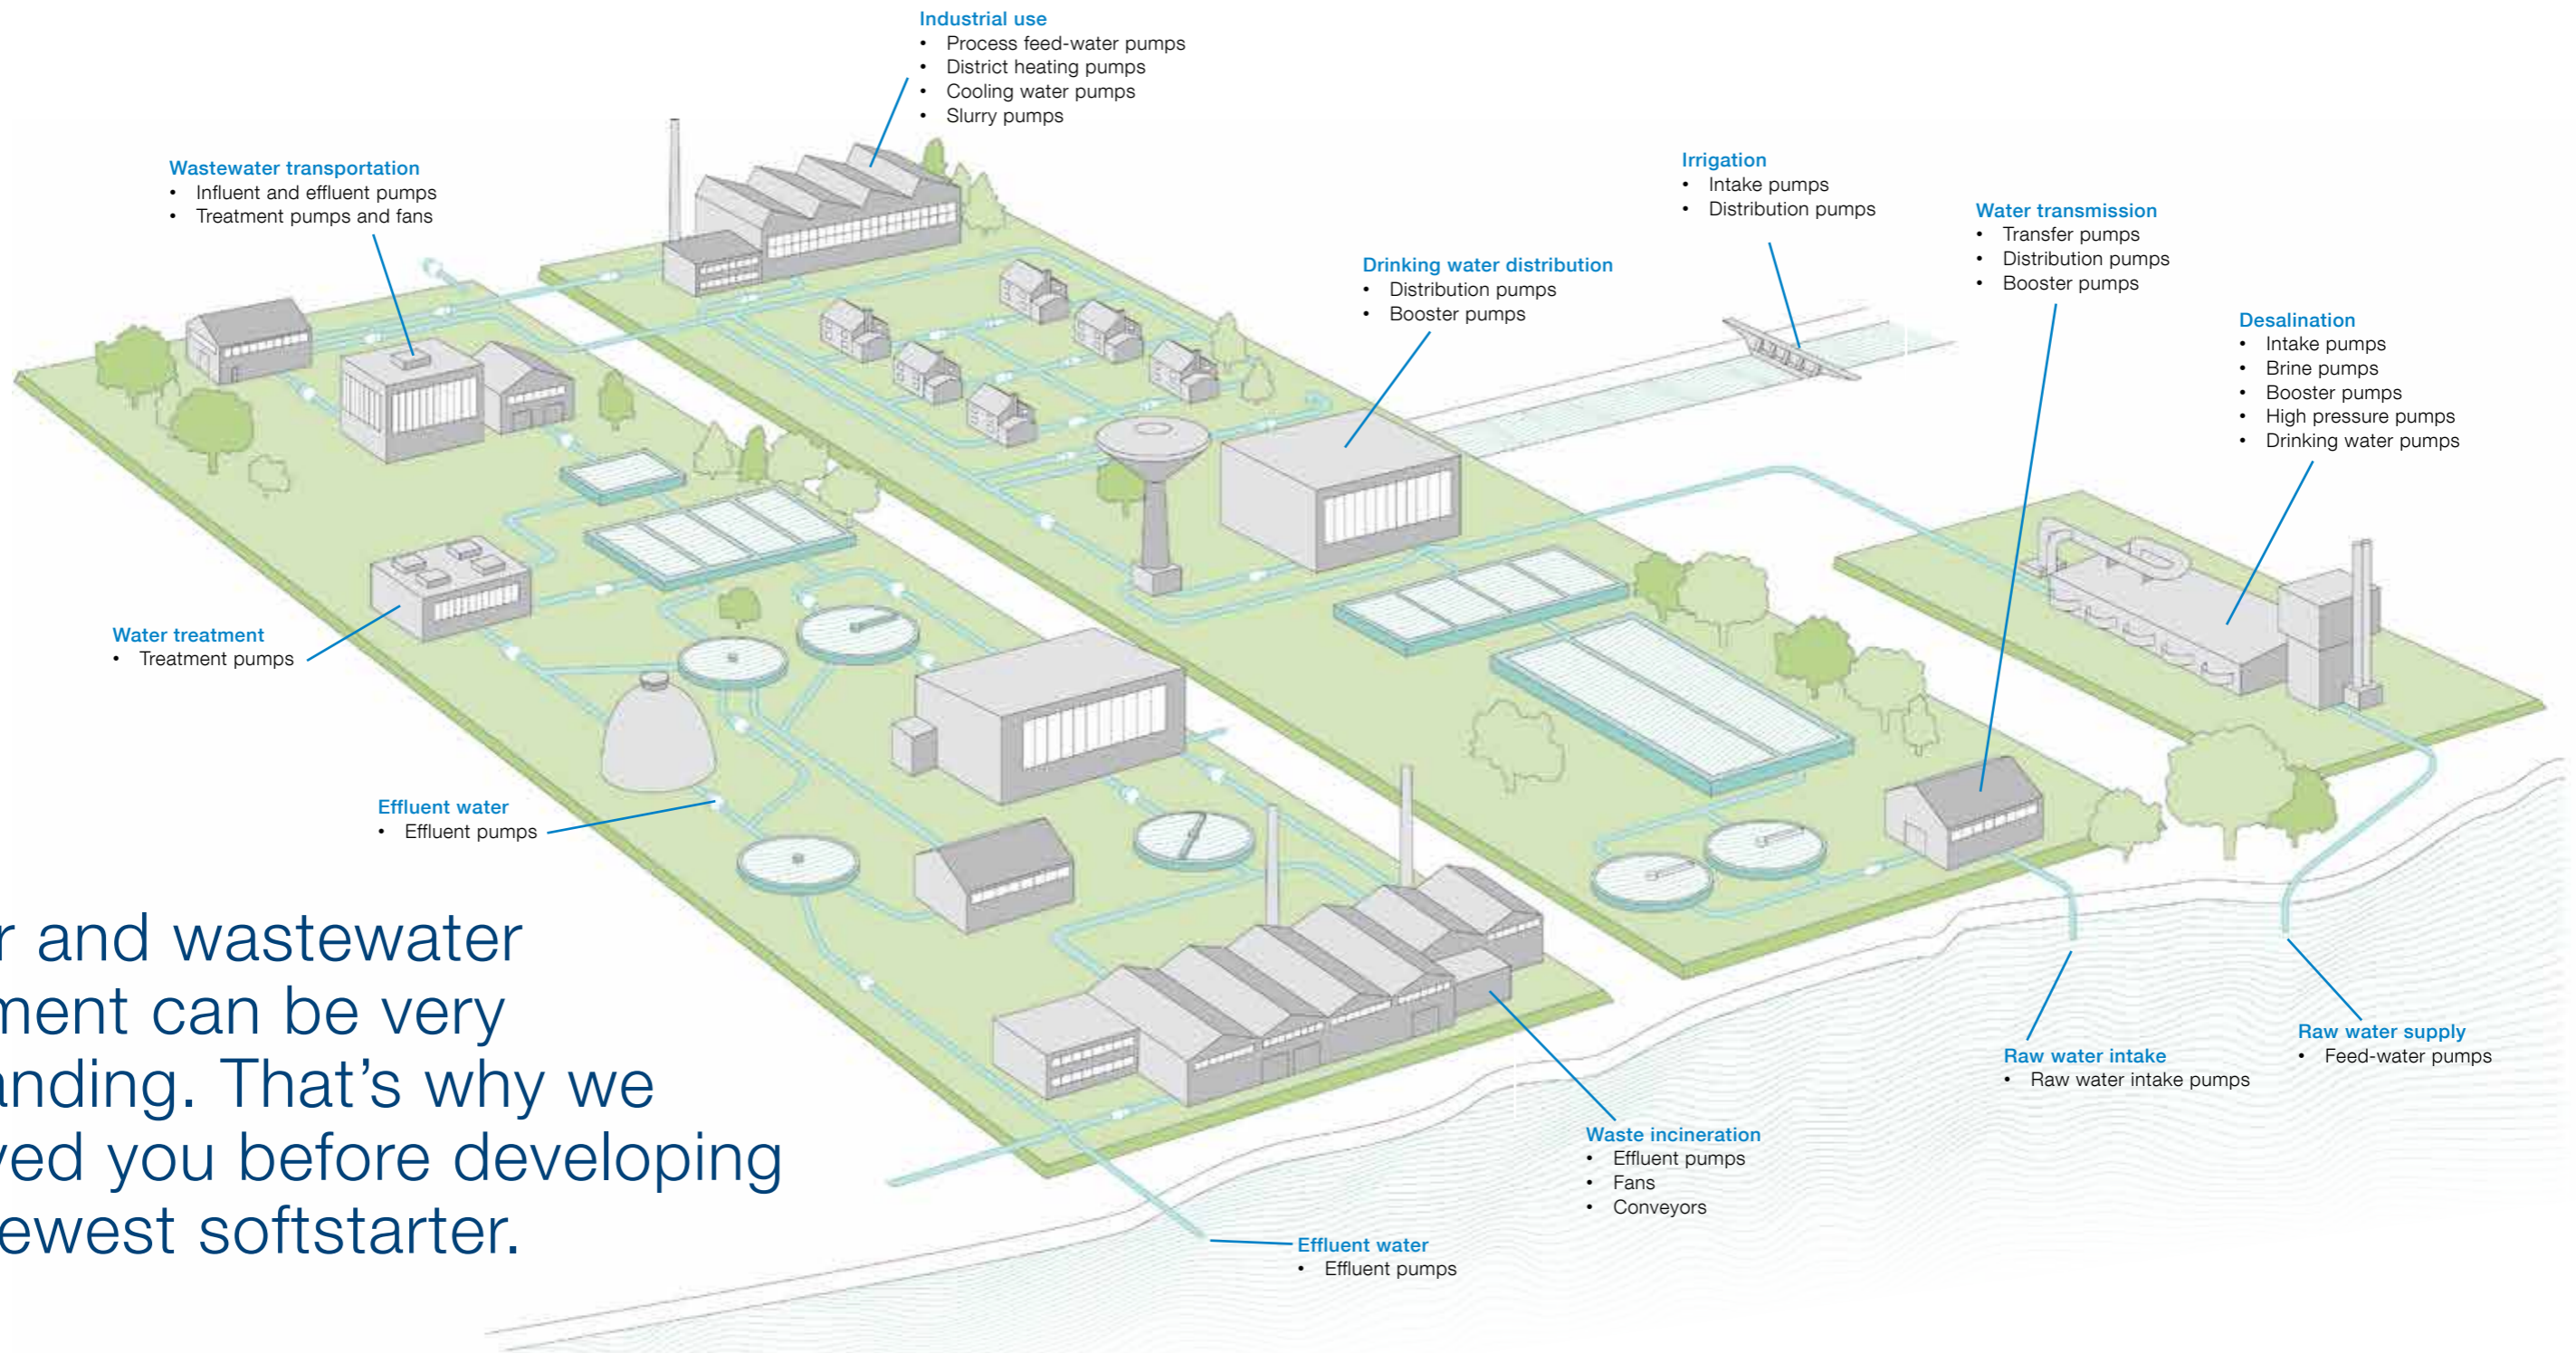 Industrial use
• Process feed-water pumps
• District heating pumps
• Cooling water pumps
• Slurry pumps
Wastewater transportation
• Influent and effluent pumps
• Treatment pumps and fans
Irrigation
• Intake pumps
• Distribution pumps
Water transmission
• Transfer pumps
• Distribution pumps
• Booster pumps
Drinking water distribution
• Distribution pumps
• Booster pumps
Desalination
• Intake pumps
• Brine pumps
• Booster pumps
• High pressure pumps
• Drinking water pumps
Water treatment
• Treatment pumps
Effluent water
• Effluent pumps
r and wastewater
ment can be very
anding. That’s why we
ved you before developing
ewest softstarter.
Raw water supply
• Feed-water pumps
Raw water intake
• Raw water intake pumps
Waste incineration
• Effluent pumps
• Fans
• Conveyors
Effluent water
• Effluent pumps